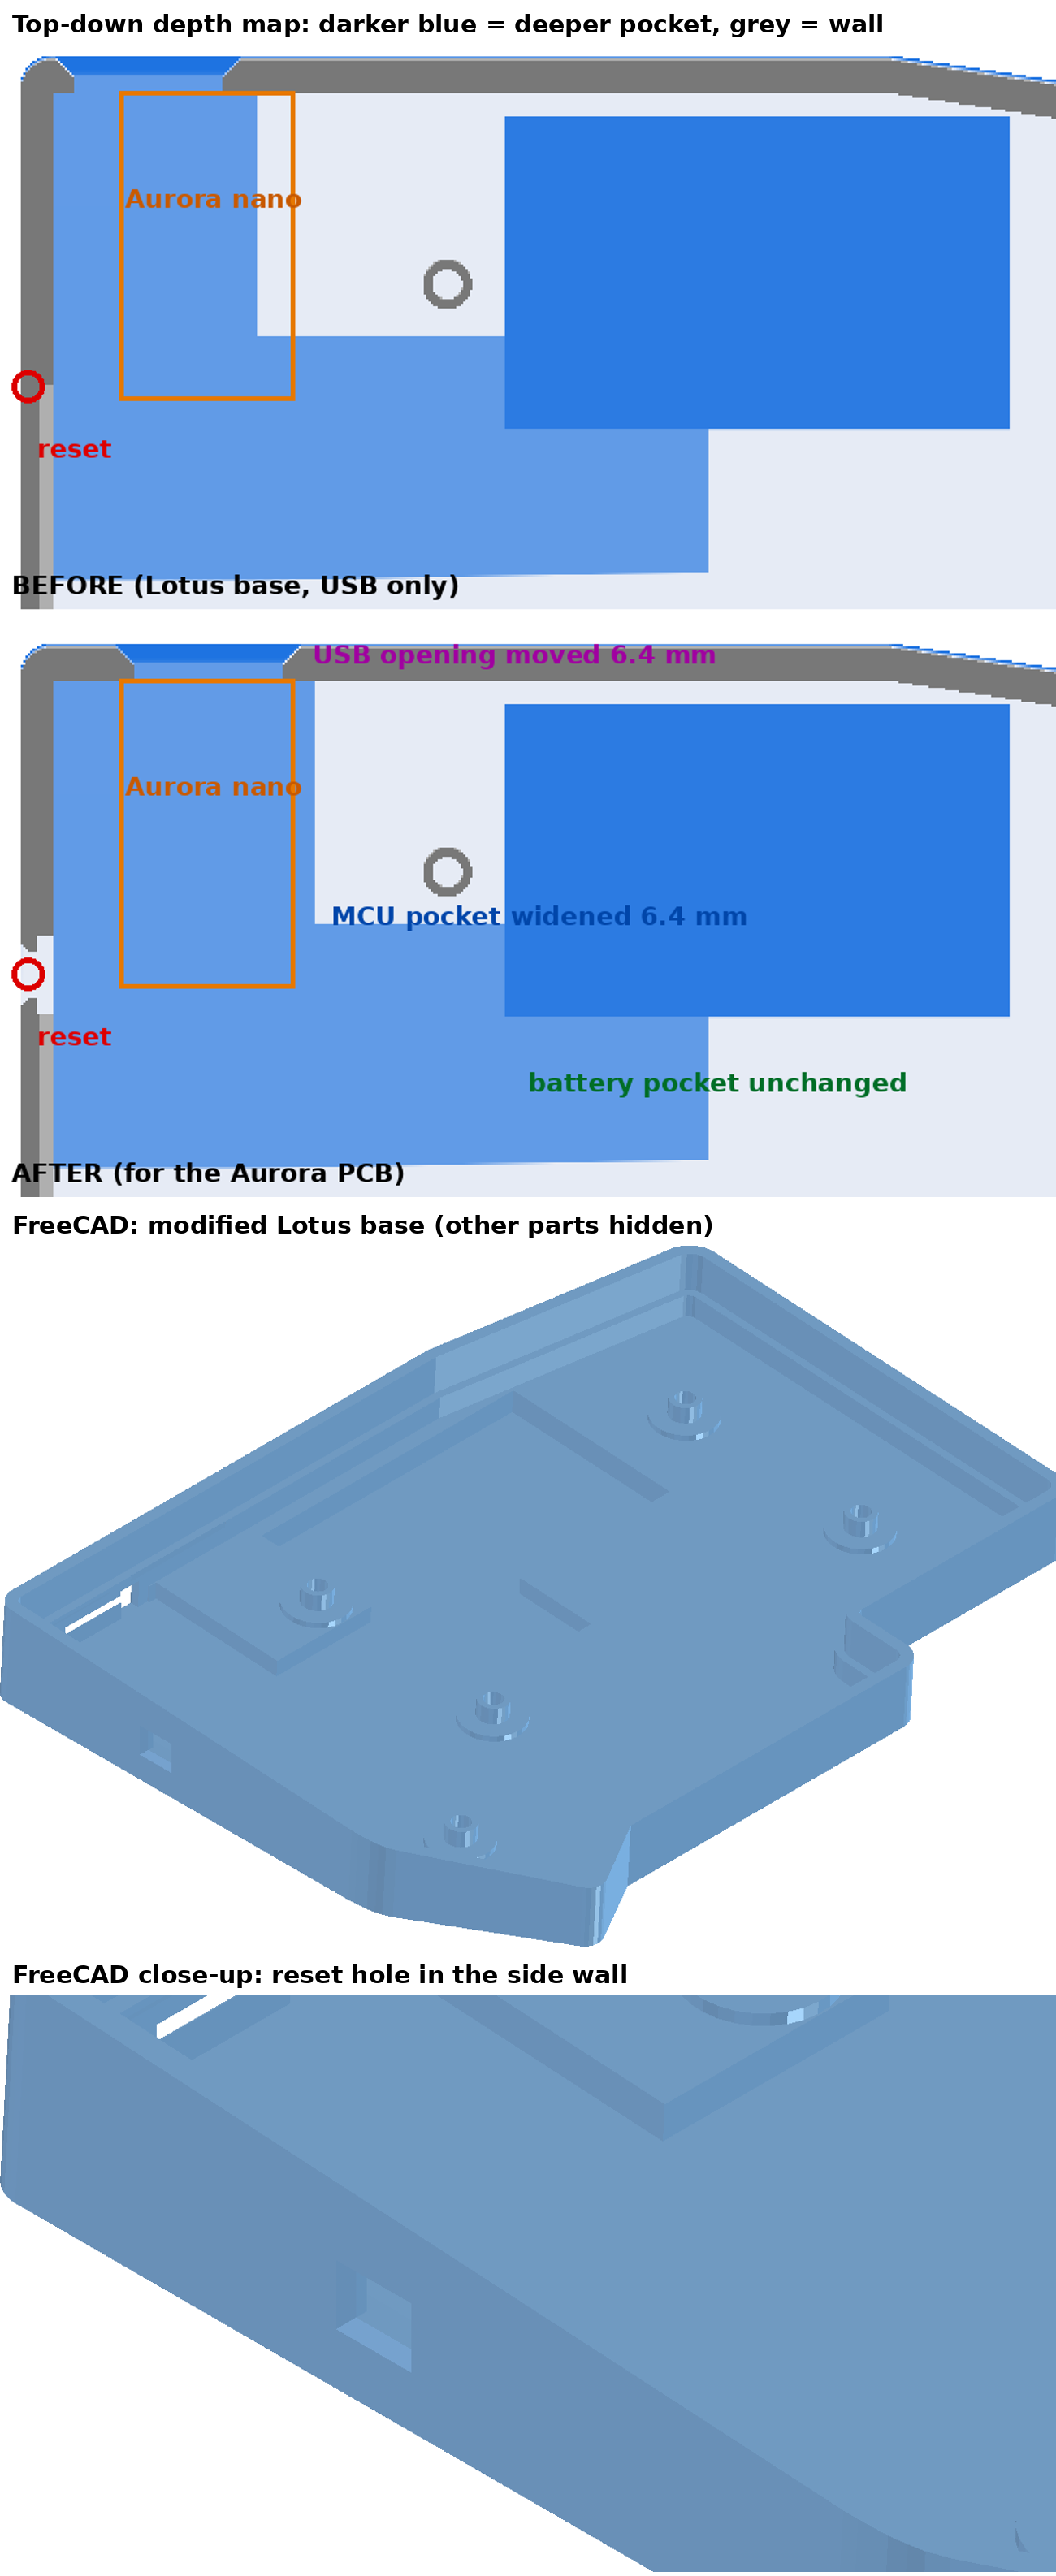 Top-down depth map: darker blue = deeper pocket, grey = wall
Aurora nano
reset
BEFORE (Lotus base, USB only)
USB opening moved 6.4 mm
Aurora nano
MCU pocket widened 6.4 mm
reset
battery pocket unchanged
AFTER (for the Aurora PCB)
FreeCAD: modified Lotus base (other parts hidden)
FreeCAD close-up: reset hole in the side wall